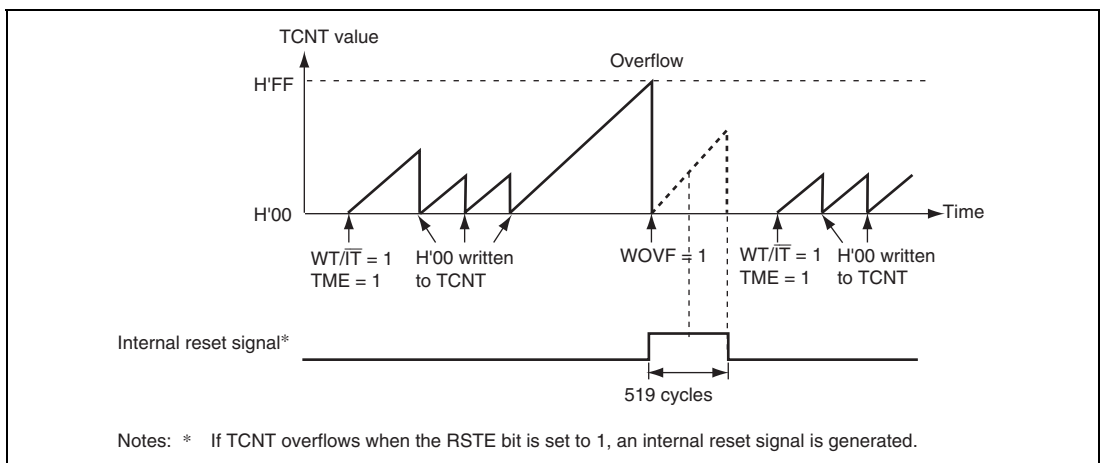 TCNT value
Overflow
H'FF
H'00
Time
WT/IT = 1
TME = 1
H'00 written
to TCNT
WOVF = 1
WT/IT = 1
TME = 1
H'00 written
to TCNT
Internal reset signal*
519 cycles
Notes: * If TCNT overflows when the RSTE bit is set to 1, an internal reset signal is generated.